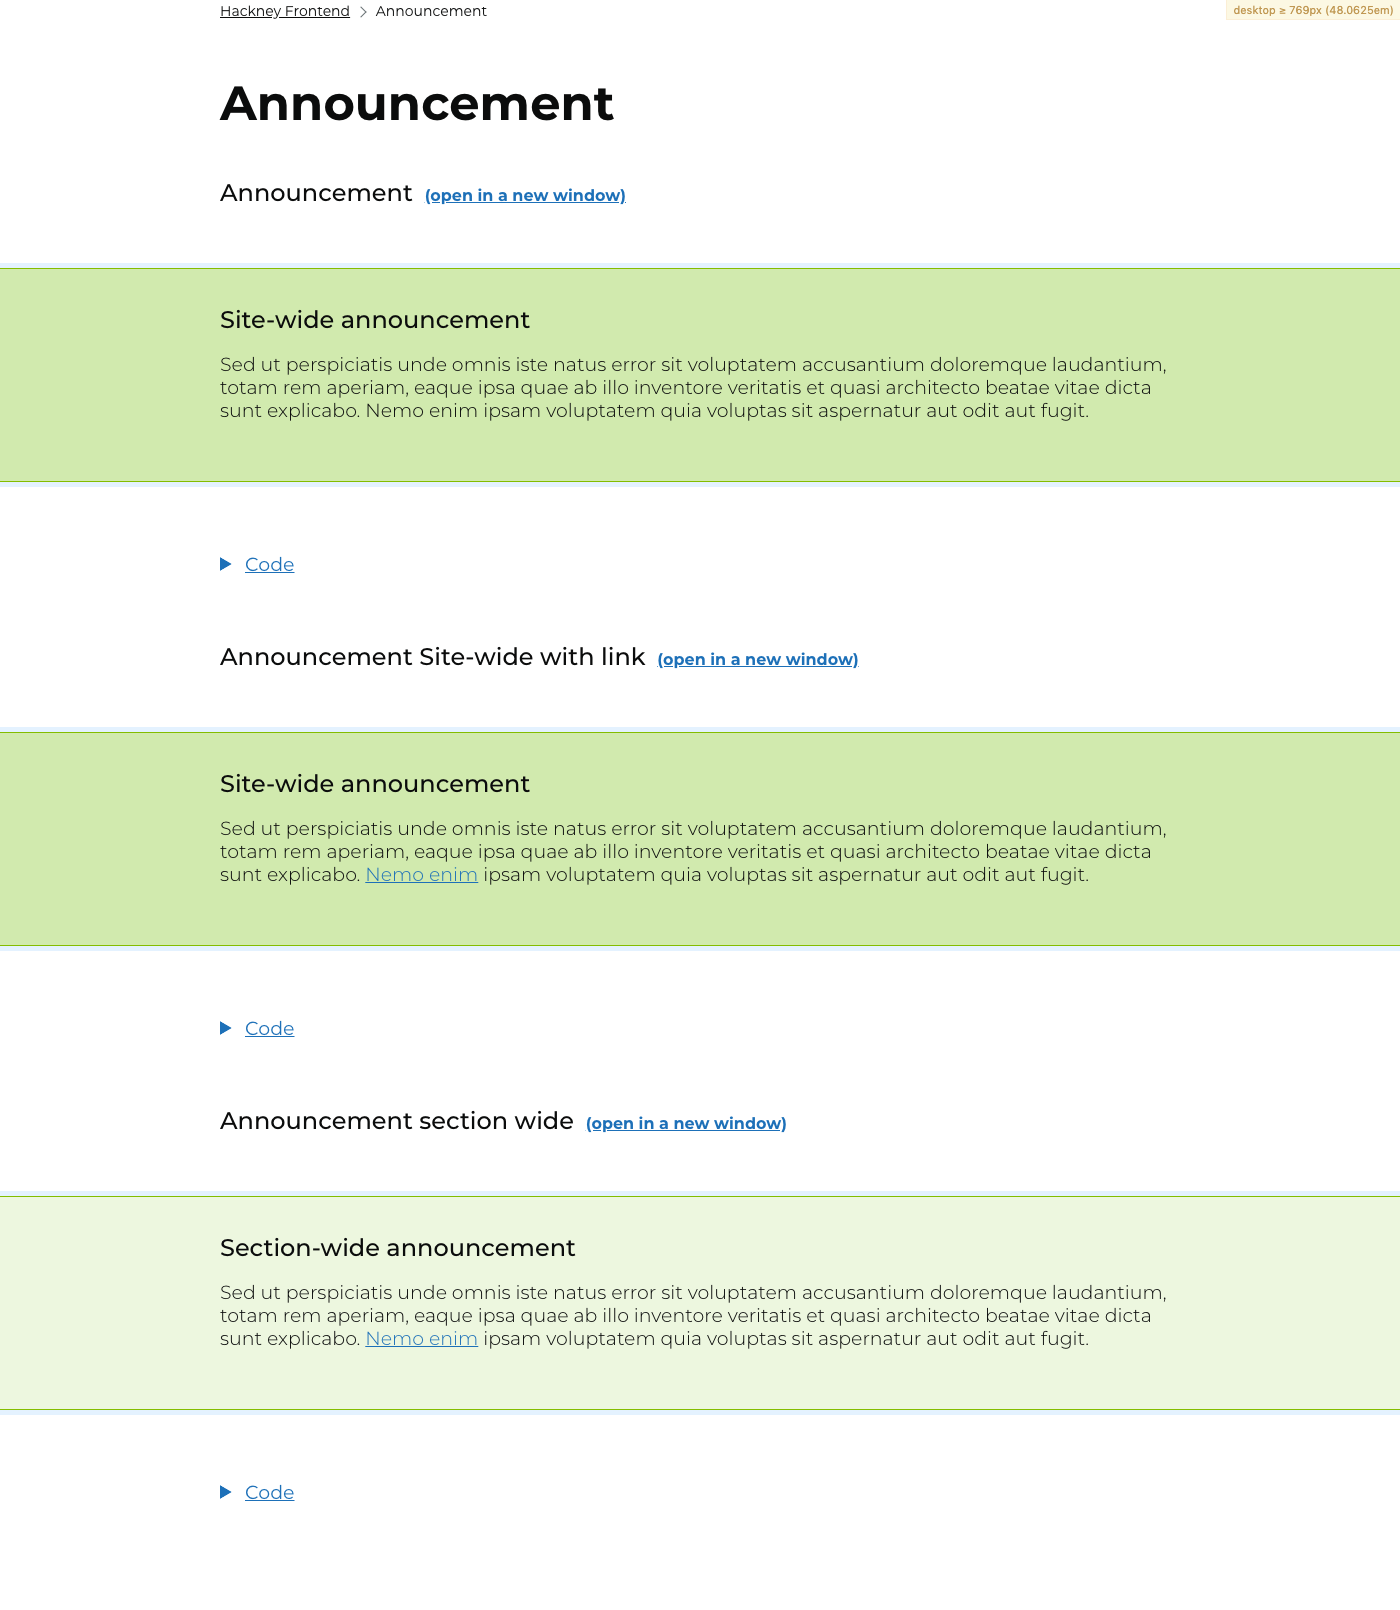 Hackney Frontend Announcement
desktop ≥ 769px (48.0625em)
Announcement
Announcement (open in a new window)
Site-wide announcement
Sed ut perspiciatis unde omnis iste natus error sit voluptatem accusantium doloremque laudantium,
totam rem aperiam, eaque ipsa quae ab illo inventore veritatis et quasi architecto beatae vitae dicta
sunt explicabo. Nemo enim ipsam voluptatem quia voluptas sit aspernatur aut odit aut fugit.
Code
Announcement Site-wide with link (open in a new window)
Site-wide announcement
Sed ut perspiciatis unde omnis iste natus error sit voluptatem accusantium doloremque laudantium,
totam rem aperiam, eaque ipsa quae ab illo inventore veritatis et quasi architecto beatae vitae dicta
sunt explicabo. Nemo enim ipsam voluptatem quia voluptas sit aspernatur aut odit aut fugit.
Code
Announcement section wide (open in a new window)
Section-wide announcement
Sed ut perspiciatis unde omnis iste natus error sit voluptatem accusantium doloremque laudantium,
totam rem aperiam, eaque ipsa quae ab illo inventore veritatis et quasi architecto beatae vitae dicta
sunt explicabo. Nemo enim ipsam voluptatem quia voluptas sit aspernatur aut odit aut fugit.
Code